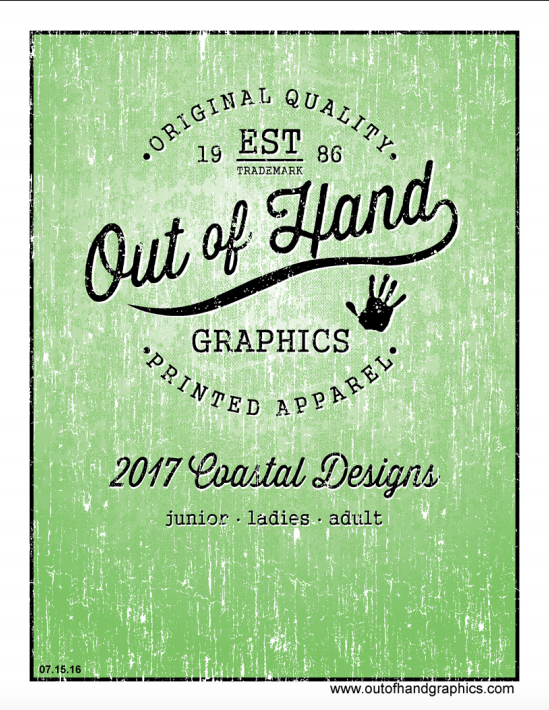 ·ORIGINAL QUALITY·
19 EST 86
TRADEMARK
Out of Hand
GRAPHICS
·PRINTED APPAREL·
2017 Coastal Designs
junior · ladies · adult
07.15.16
www.outofhandgraphics.com